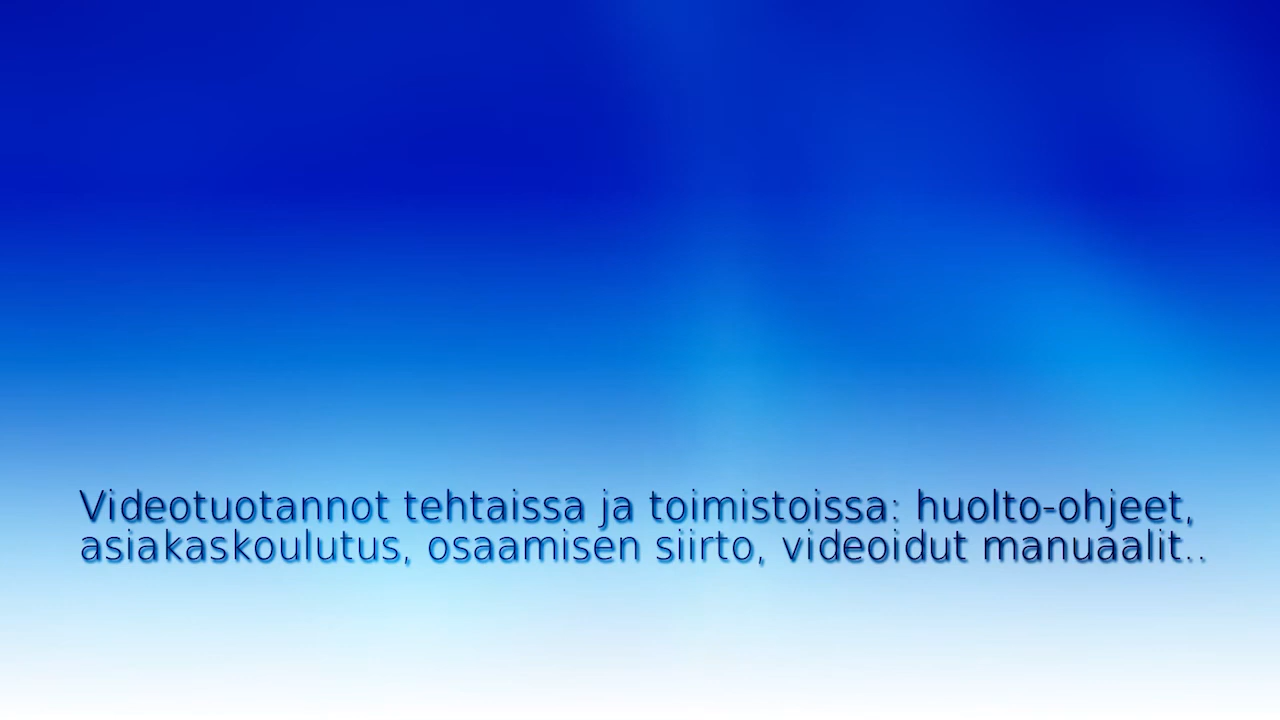 Videotuotannot tehtaissa ja toimistoissa: huolto-ohjeet,
asiakaskoulutus, osaamisen siirto, videoidut manuaalit..